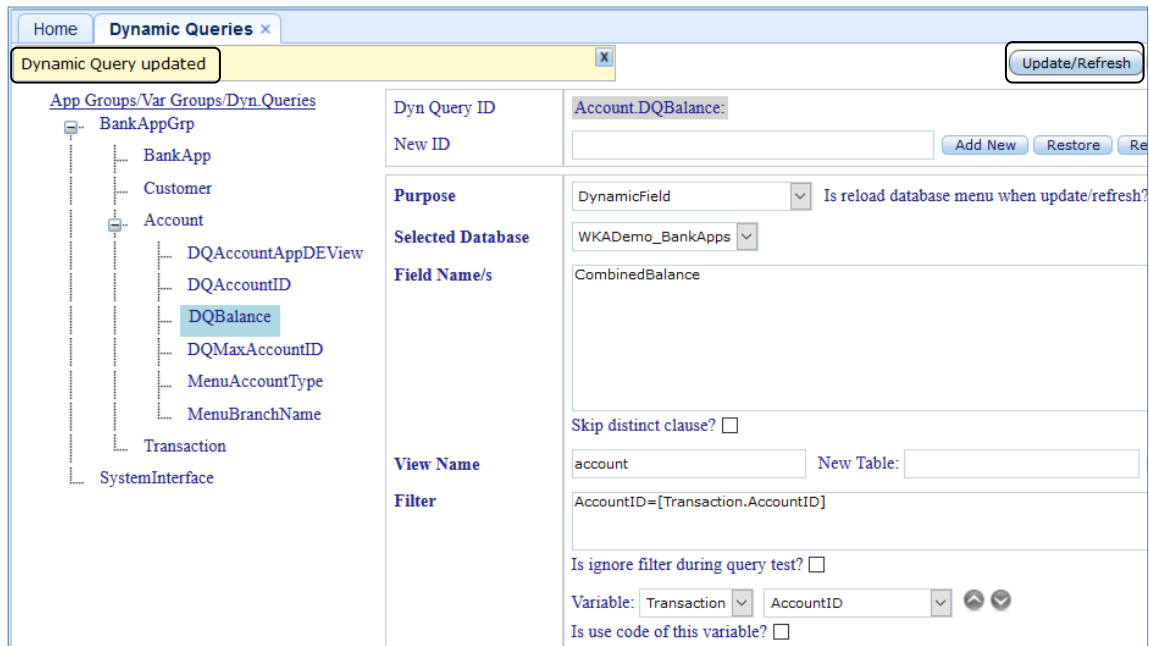 Home
Dynamic Queries ×
Dynamic Query updated
X
Update/Refresh
App Groups/Var Groups/Dyn.Queries
BankAppGrp
BankApp
Customer
Account
DQAccountAppDEView
DQAccountID
DQBalance
DQMaxAccountID
MenuAccountType
MenuBranchName
Transaction
SystemInterface
Dyn Query ID
Account.DQBalance:
New ID
Add New
Restore
Re
Purpose
DynamicField
Is reload database menu when update/refresh?
Selected Database
WKADemo_BankApps
Field Name/s
CombinedBalance
Skip distinct clause?
View Name
account
New Table:
Filter
AccountID=[Transaction.AccountID]
Is ignore filter during query test?
Variable:
Transaction
AccountID
Is use code of this variable?